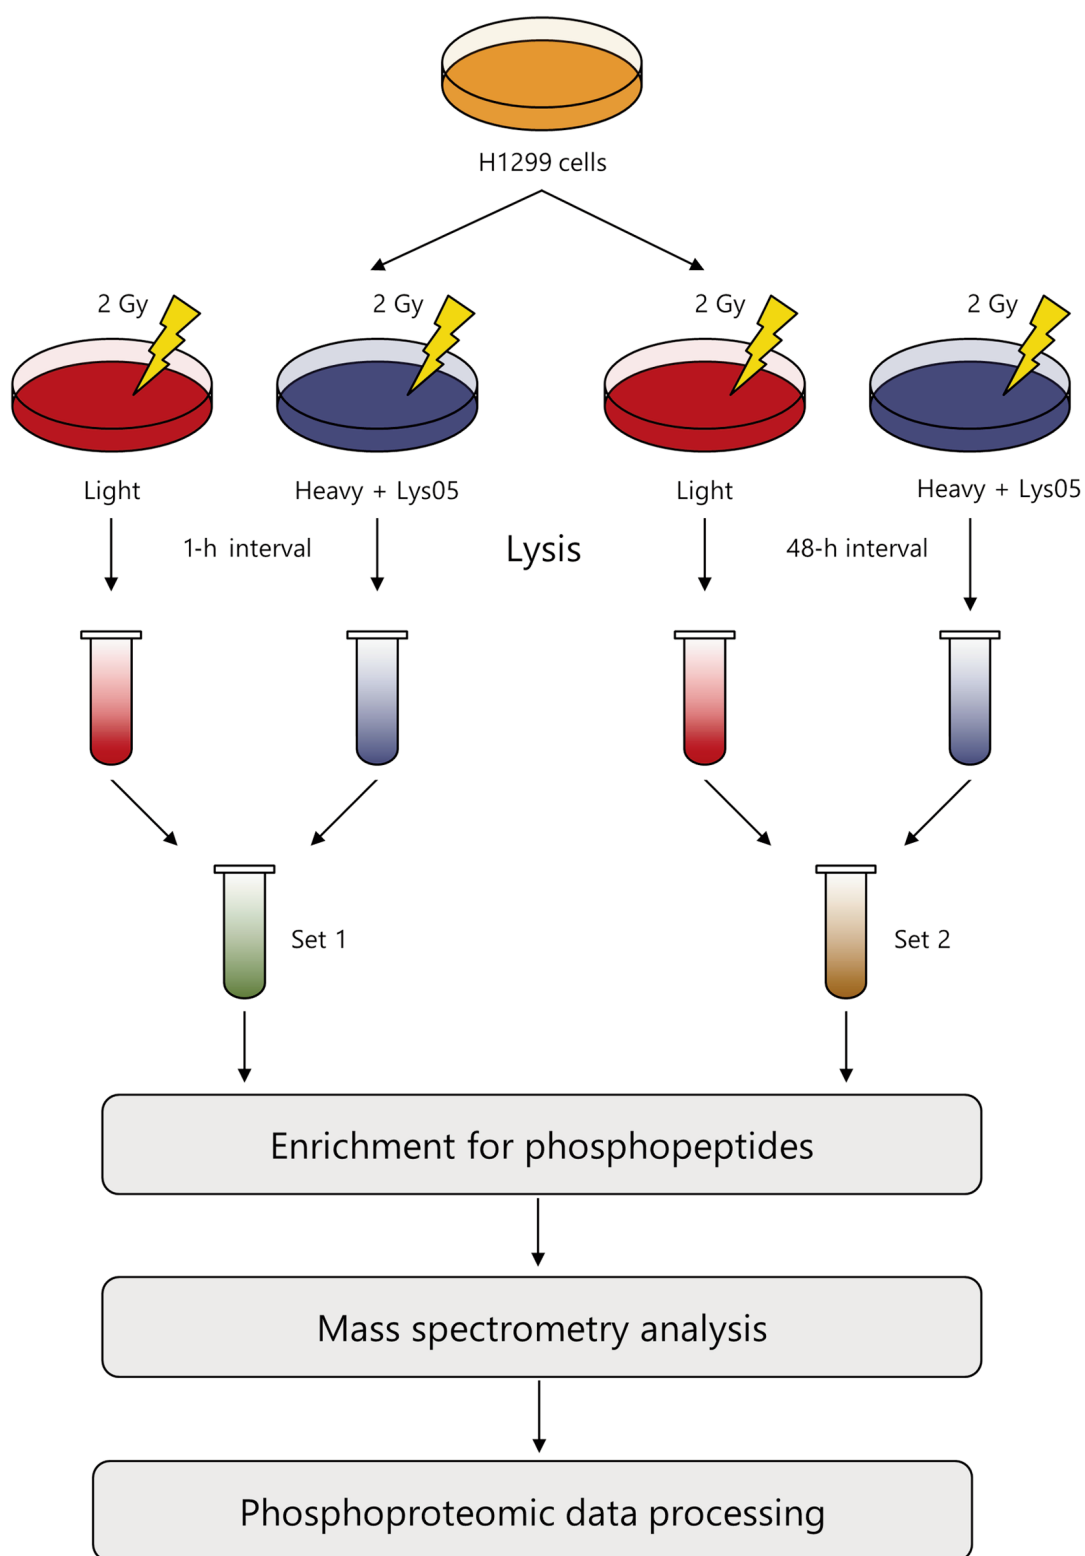 H1299 cells
2 Gy
2 Gy
2 Gy
2 Gy
Light
Heavy + Lys05
Light
Heavy + Lys05
1-h interval
Lysis
48-h interval
Set 1
Set 2
Enrichment for phosphopeptides
Mass spectrometry analysis
Phosphoproteomic data processing